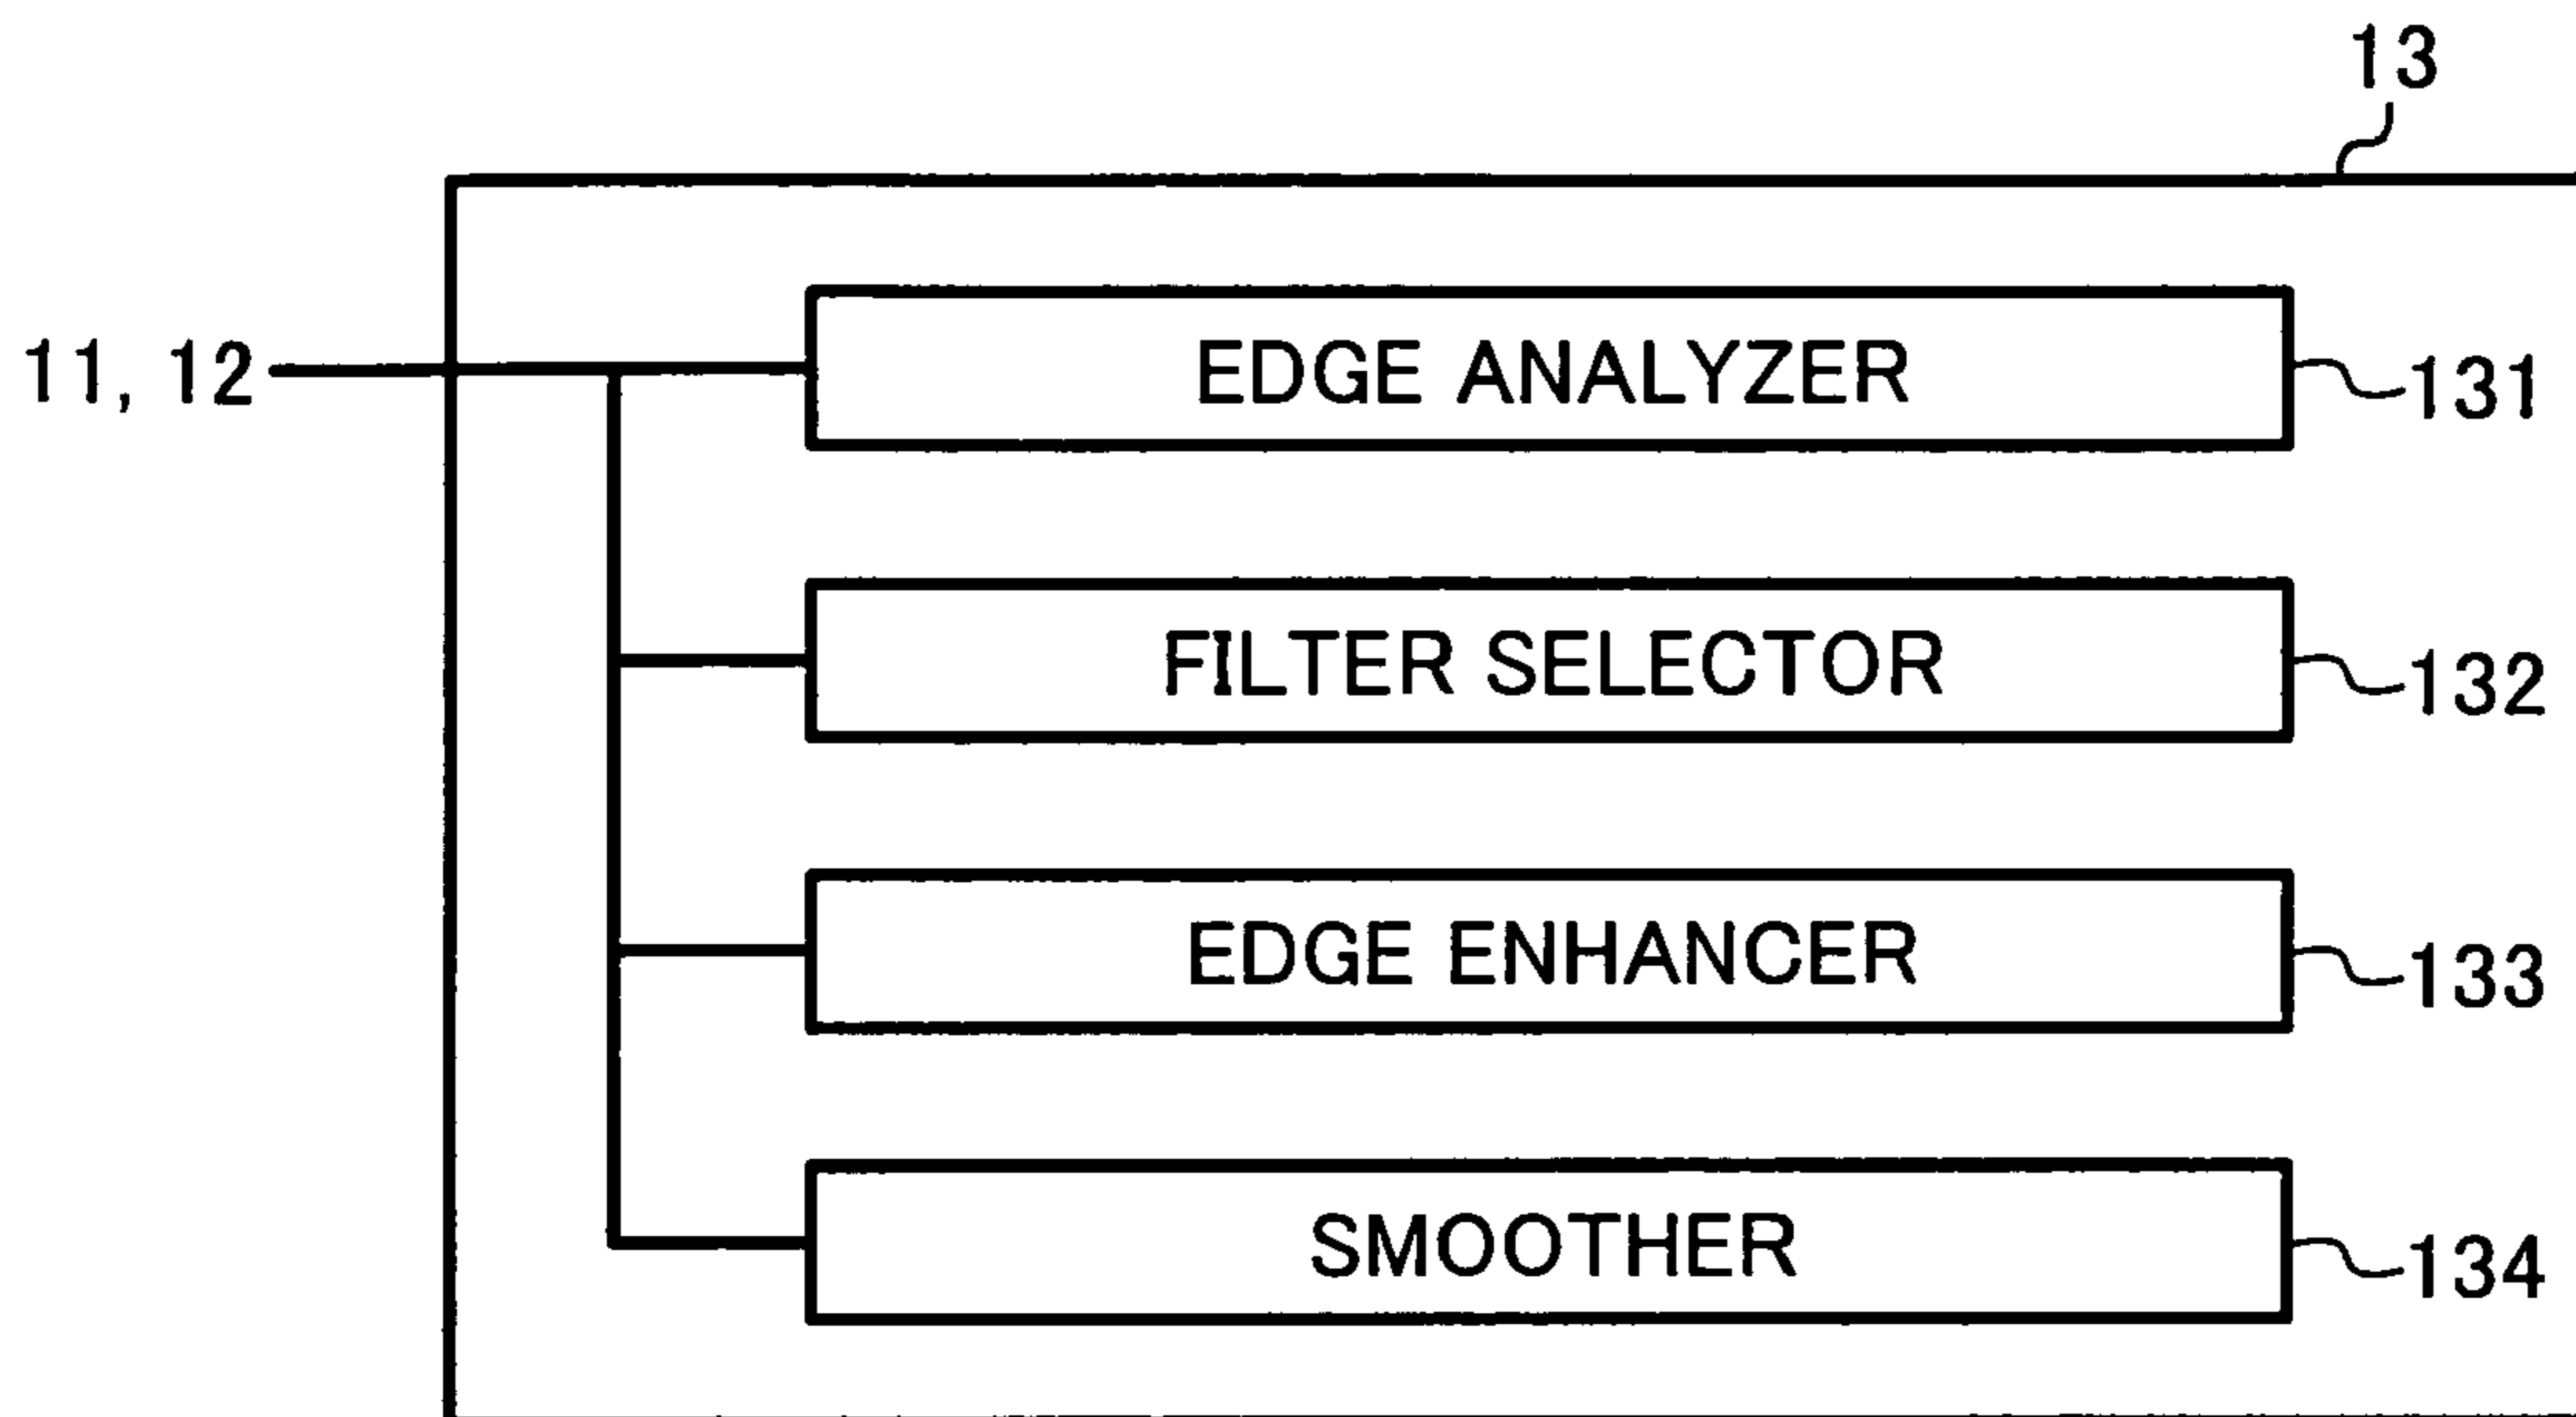 13
11, 12
EDGE ANALYZER
131
FILTER SELECTOR
132
EDGE ENHANCER
133
SMOOTHER
134